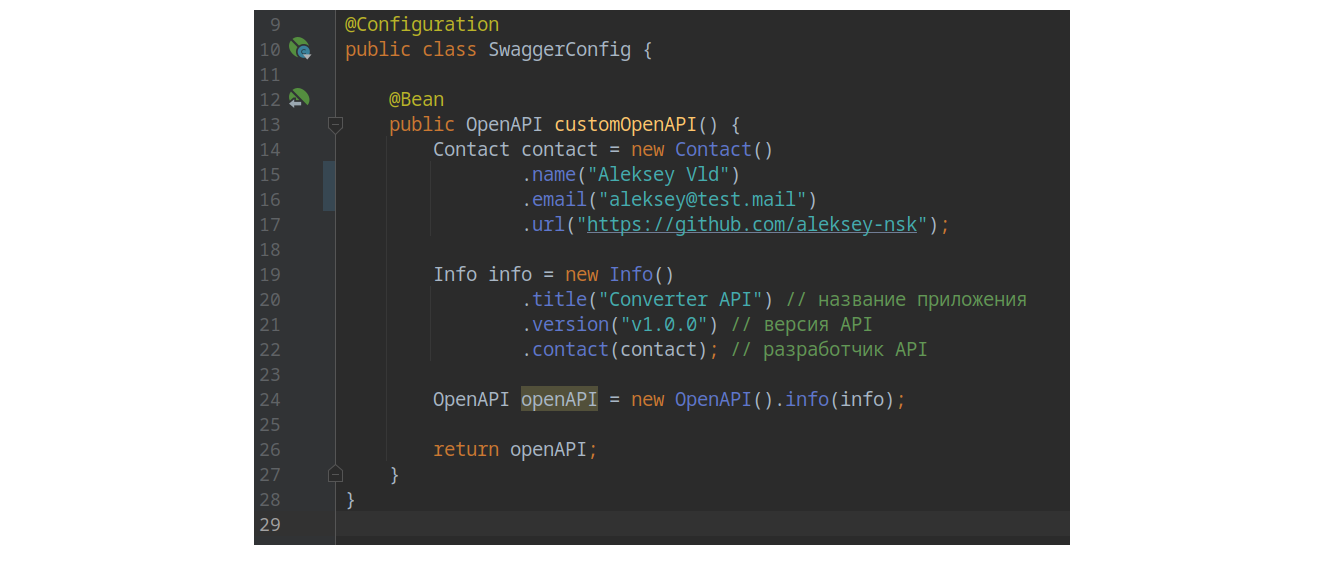 9 @Configuration
10 public class SwaggerConfig {
11
12 @Bean
13 public OpenAPI customOpenAPI() {
14 Contact contact = new Contact()
15 .name("Aleksey Vld")
16 .email("aleksey@test.mail")
17 .url("https://github.com/aleksey-nsk");
18
19 Info info = new Info()
20 .title("Converter API") // название приложения
21 .version("v1.0.0") // версия API
22 .contact(contact); // разработчик API
23
24 OpenAPI openAPI = new OpenAPI().info(info);
25
26 return openAPI;
27 }
28 }
29